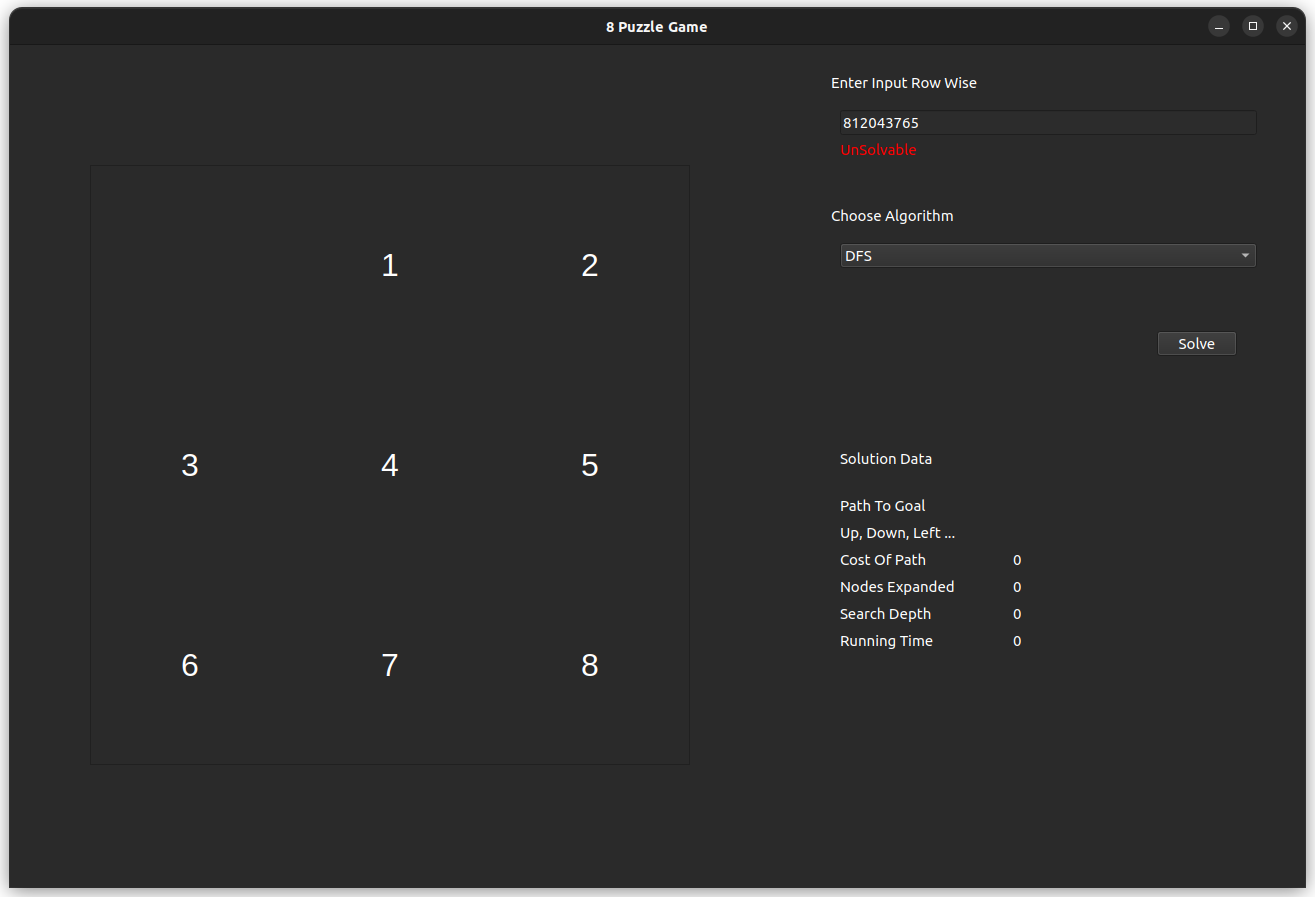 8 Puzzle Game
Enter Input Row Wise
812043765
UnSolvable
Choose Algorithm
DFS
Solve
1 2
3 4 5
6 7 8
Solution Data
Path To Goal
Up, Down, Left ...
Cost Of Path 0
Nodes Expanded 0
Search Depth 0
Running Time 0